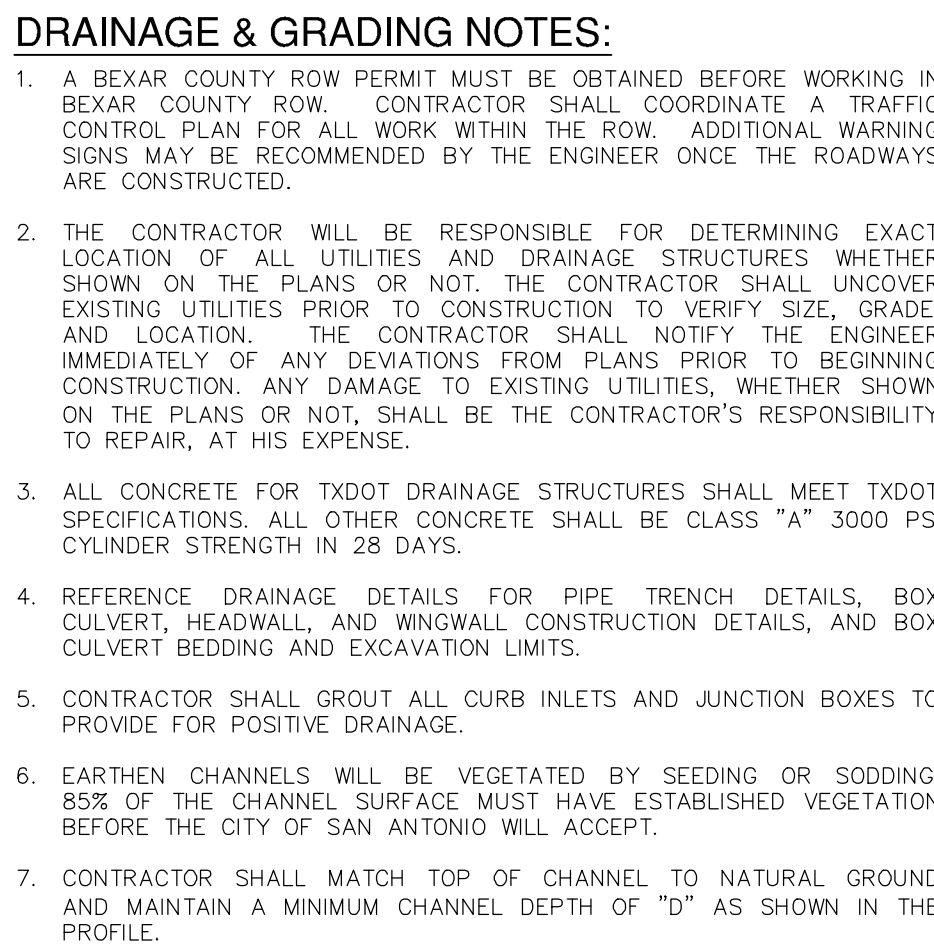 DRAINAGE & GRADING NOTES:
1. A BEXAR COUNTY ROW PERMIT MUST BE OBTAINED BEFORE WORKING IN
BEXAR COUNTY ROW. CONTRACTOR SHALL COORDINATE A TRAFFIC
CONTROL PLAN FOR ALL WORK WITHIN THE ROW. ADDITIONAL WARNING
SIGNS MAY BE RECOMMENDED BY THE ENGINEER ONCE THE ROADWAYS
ARE CONSTRUCTED.
2. THE CONTRACTOR WILL BE RESPONSIBLE FOR DETERMINING EXACT
LOCATION OF ALL UTILITIES AND DRAINAGE STRUCTURES WHETHER
SHOWN ON THE PLANS OR NOT. THE CONTRACTOR SHALL UNCOVER
EXISTING UTILITIES PRIOR TO CONSTRUCTION TO VERIFY SIZE, GRADE,
AND LOCATION. THE CONTRACTOR SHALL NOTIFY THE ENGINEER
IMMEDIATELY OF ANY DEVIATIONS FROM PLANS PRIOR TO BEGINNING
CONSTRUCTION. ANY DAMAGE TO EXISTING UTILITIES, WHETHER SHOWN
ON THE PLANS OR NOT, SHALL BE THE CONTRACTOR'S RESPONSIBILITY
TO REPAIR, AT HIS EXPENSE.
3. ALL CONCRETE FOR TXDOT DRAINAGE STRUCTURES SHALL MEET TXDOT
SPECIFICATIONS. ALL OTHER CONCRETE SHALL BE CLASS "A" 3000 PSI
CYLINDER STRENGTH IN 28 DAYS.
4. REFERENCE DRAINAGE DETAILS FOR PIPE TRENCH DETAILS, BOX
CULVERT, HEADWALL, AND WINGWALL CONSTRUCTION DETAILS, AND BOX
CULVERT BEDDING AND EXCAVATION LIMITS.
5. CONTRACTOR SHALL GROUT ALL CURB INLETS AND JUNCTION BOXES TO
PROVIDE FOR POSITIVE DRAINAGE.
6. EARTHEN CHANNELS WILL BE VEGETATED BY SEEDING OR SODDING.
85% OF THE CHANNEL SURFACE MUST HAVE ESTABLISHED VEGETATION
BEFORE THE CITY OF SAN ANTONIO WILL ACCEPT.
7. CONTRACTOR SHALL MATCH TOP OF CHANNEL TO NATURAL GROUND
AND MAINTAIN A MINIMUM CHANNEL DEPTH OF "D" AS SHOWN IN THE
PROFILE.